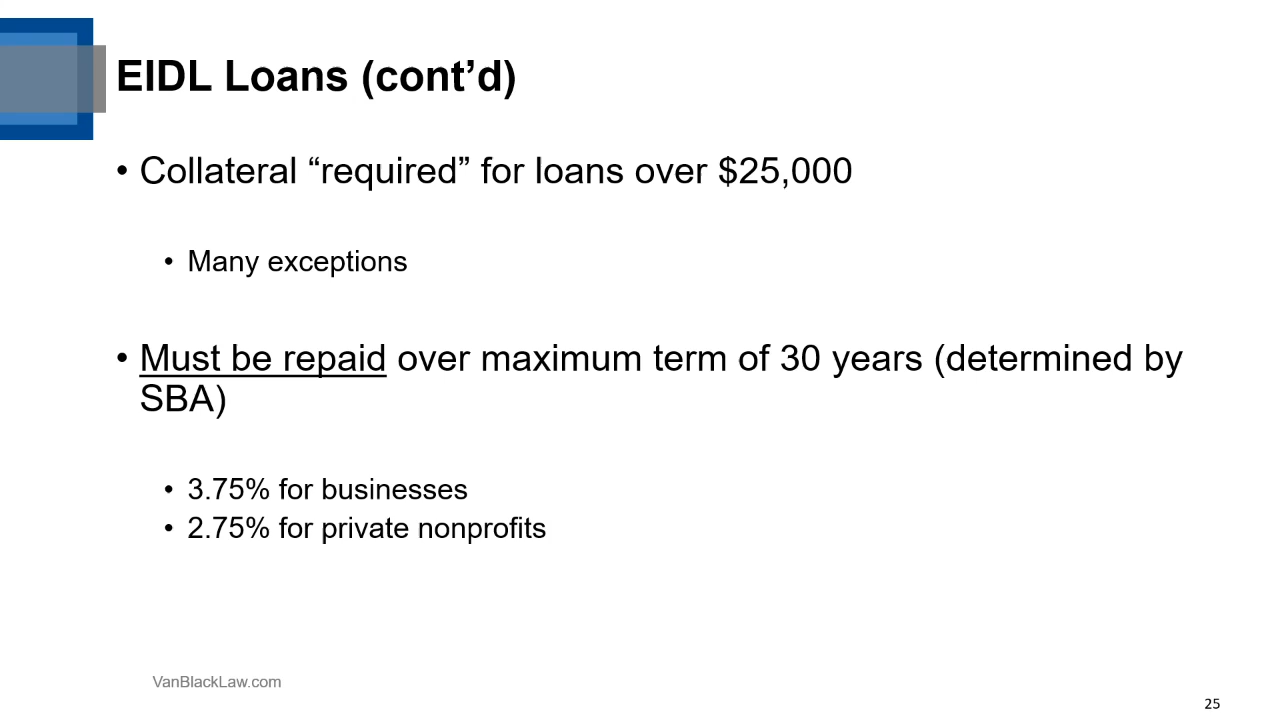 EIDL Loans (cont’d)
• Collateral “required” for loans over $25,000
• Many exceptions
• Must be repaid over maximum term of 30 years (determined by
SBA)
• 3.75% for businesses
• 2.75% for private nonprofits
VanBlackLaw.com
25